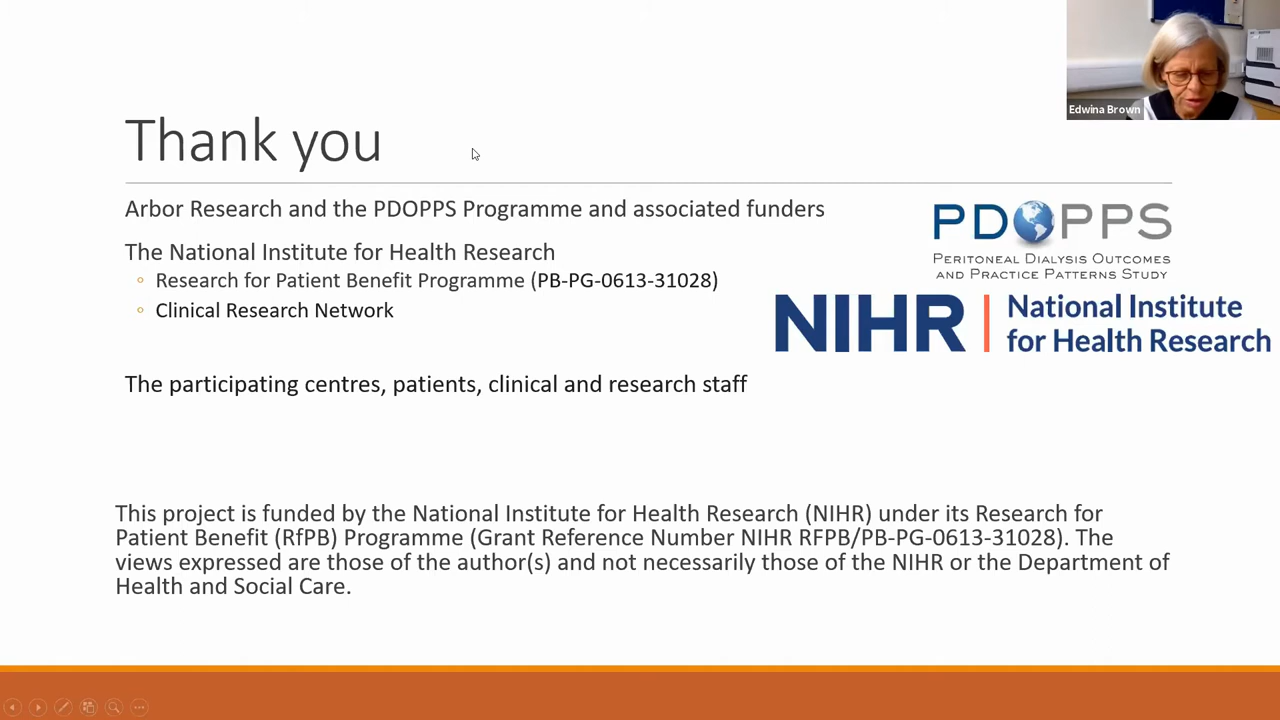 Edwina Brown
Thank you
Arbor Research and the PDOPPS Programme and associated funders
PDOPPS
PERITONEAL DIALYSIS OUTCOMES
AND PRACTICE PATTERNS STUDY
The National Institute for Health Research
Research for Patient Benefit Programme (PB-PG-0613-31028)
Clinical Research Network
NIHR | National Institute
for Health Research
The participating centres, patients, clinical and research staff
This project is funded by the National Institute for Health Research (NIHR) under its Research for
Patient Benefit (RfPB) Programme (Grant Reference Number NIHR RFPB/PB-PG-0613-31028). The
views expressed are those of the author(s) and not necessarily those of the NIHR or the Department of
Health and Social Care.